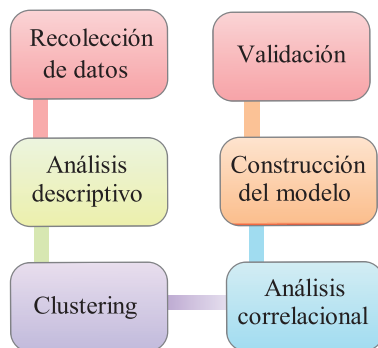 Recolección
de datos
Análisis
descriptivo
Clustering
Análisis
correlacional
Construcción
del modelo
Validación